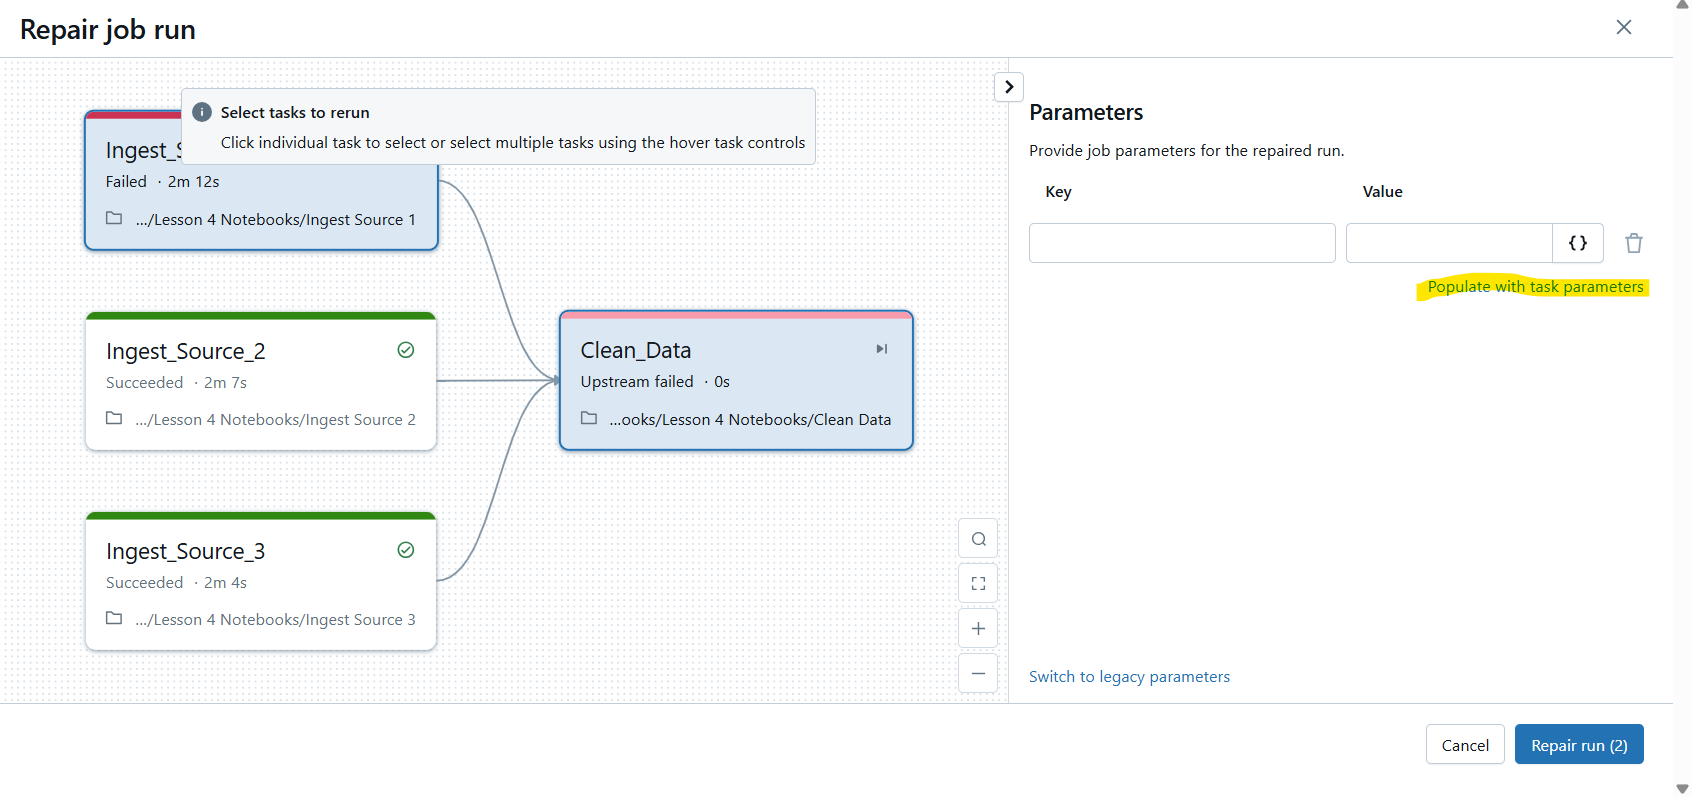 Repair job run
Select tasks to rerun
Click individual task to select or select multiple tasks using the hover task controls
Failed · 2m 12s
.../Lesson 4 Notebooks/Ingest Source 1
Ingest_Source_2
Succeeded · 2m 7s
.../Lesson 4 Notebooks/Ingest Source 2
Ingest_Source_3
Succeeded · 2m 4s
.../Lesson 4 Notebooks/Ingest Source 3
Clean_Data
Upstream failed · 0s
...ooks/Lesson 4 Notebooks/Clean Data
Parameters
Provide job parameters for the repaired run.
Key Value
{}
Populate with task parameters
Switch to legacy parameters
Cancel
Repair run (2)